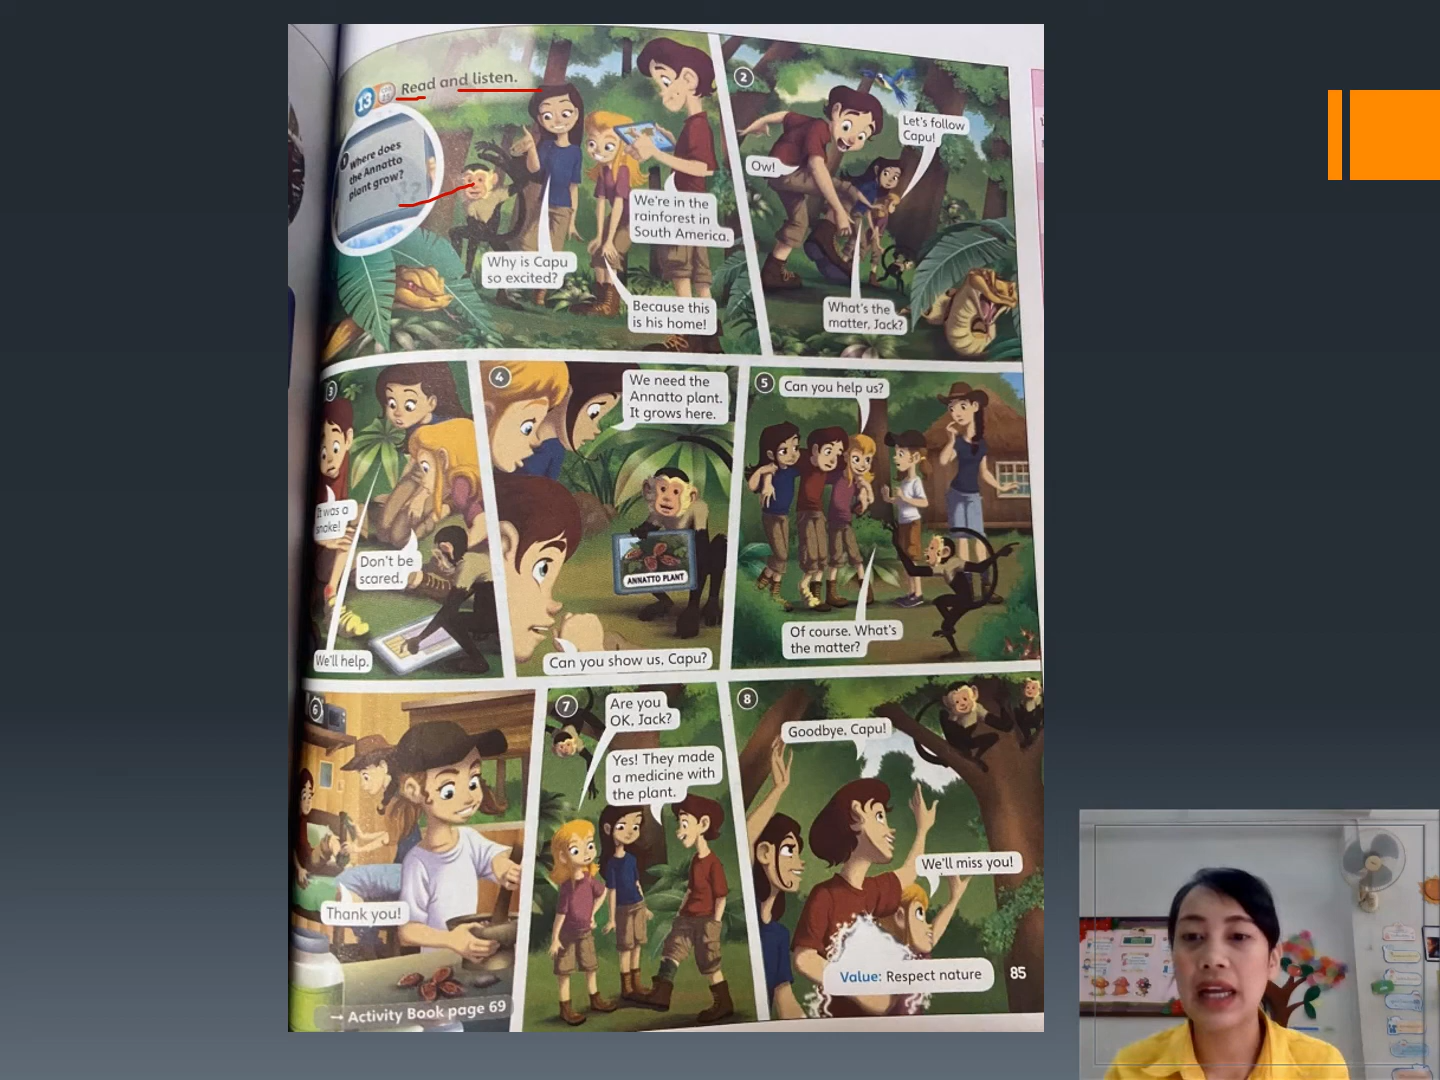 13
Read and listen.
1 Where does
the Annatto
plant grow?
Why is Capu
so excited?
We're in the
rainforest in
South America.
Because this
is his home!
2
Let's follow
Capu!
Ow!
What's the
matter, Jack?
3
It was a
snake!
Don't be
scared.
We'll help.
4
We need the
Annatto plant.
It grows here.
ANNATTO PLANT
Can you show us, Capu?
5
Can you help us?
Of course. What's
the matter?
6
Thank you!
→ Activity Book page 69
7
Are you
OK, Jack?
Yes! They made
a medicine with
the plant.
8
Goodbye, Capu!
We'll miss you!
Value: Respect nature
85